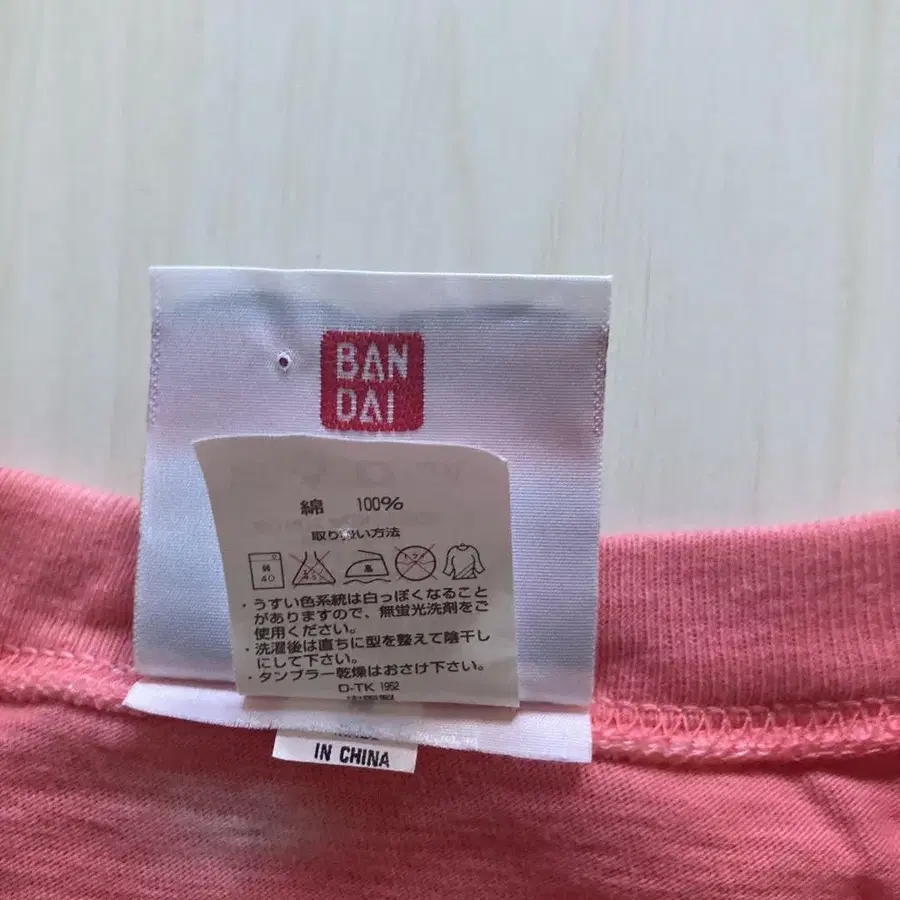 BAN
DAI
綿 100%
取り扱い方法
綿
40
高
・うすい色系統は白っぽくなること
がありますので、無蛍光洗剤をご
使用ください。
・洗濯後は直ちに型を整えて陰干し
にして下さい。
・タンブラー乾燥はおさけ下さい。
D-TK 1952
IN CHINA